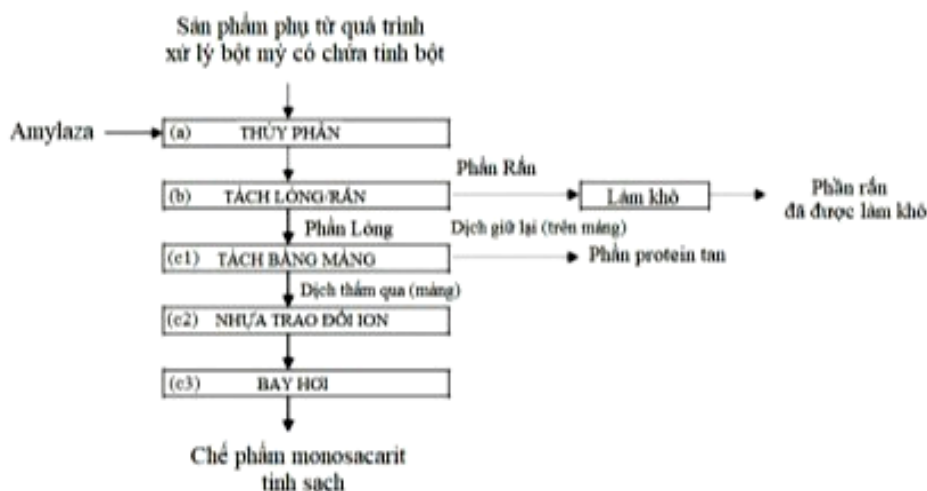 Sản phẩm phụ từ quá trình
xử lý bột mỳ có chứa tinh bột
Amylaza
(a) THỦY PHÂN
Phần Rắn
(b) TÁCH LỎNG/RẮN
Làm khô
Phần rắn
đã được làm khô
Phần Lỏng
Dịch giữ lại (trên màng)
(c1) TÁCH BẰNG MÀNG
Phần protein tan
Dịch thấm qua (màng)
(c2) NHỰA TRAO ĐỔI ION
(c3) BAY HƠI
Chế phẩm monosacarit
tinh sạch